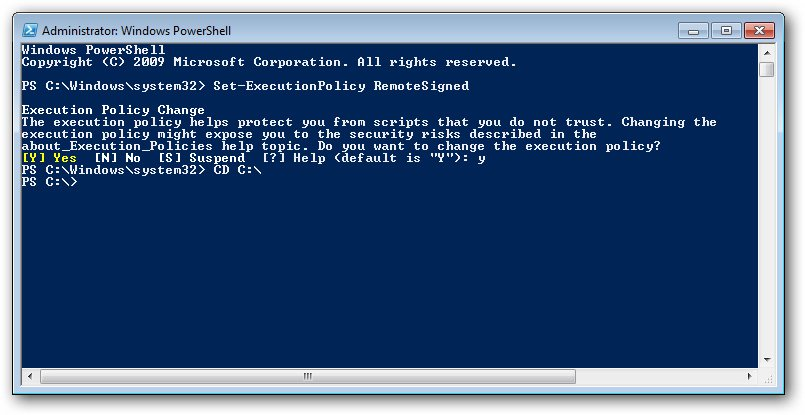 Administrator: Windows PowerShell
Windows PowerShell
Copyright (C) 2009 Microsoft Corporation. All rights reserved.
PS C:\Windows\system32> Set-ExecutionPolicy RemoteSigned
Execution Policy Change
The execution policy helps protect you from scripts that you do not trust. Changing the
execution policy might expose you to the security risks described in the
about_Execution_Policies help topic. Do you want to change the execution policy?
[Y] Yes  [N] No  [S] Suspend  [?] Help (default is "Y"): y
PS C:\Windows\system32> CD C:\
PS C:\>